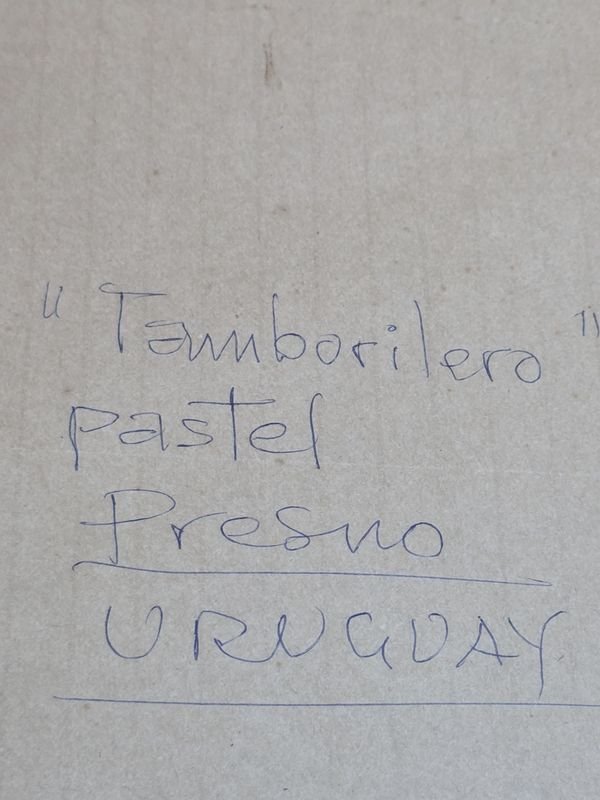 "Tamborilero"
pastel
Presno
URUGUAY